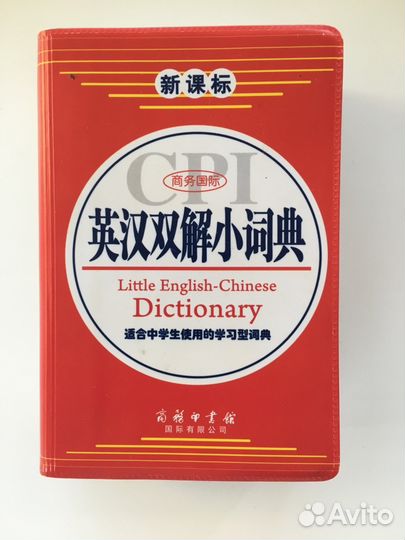 新课标
CPI
商务国际
英汉双解小词典
Little English-Chinese
Dictionary
适合中学生使用的学习型词典
商务印书馆
国际有限公司
Avito